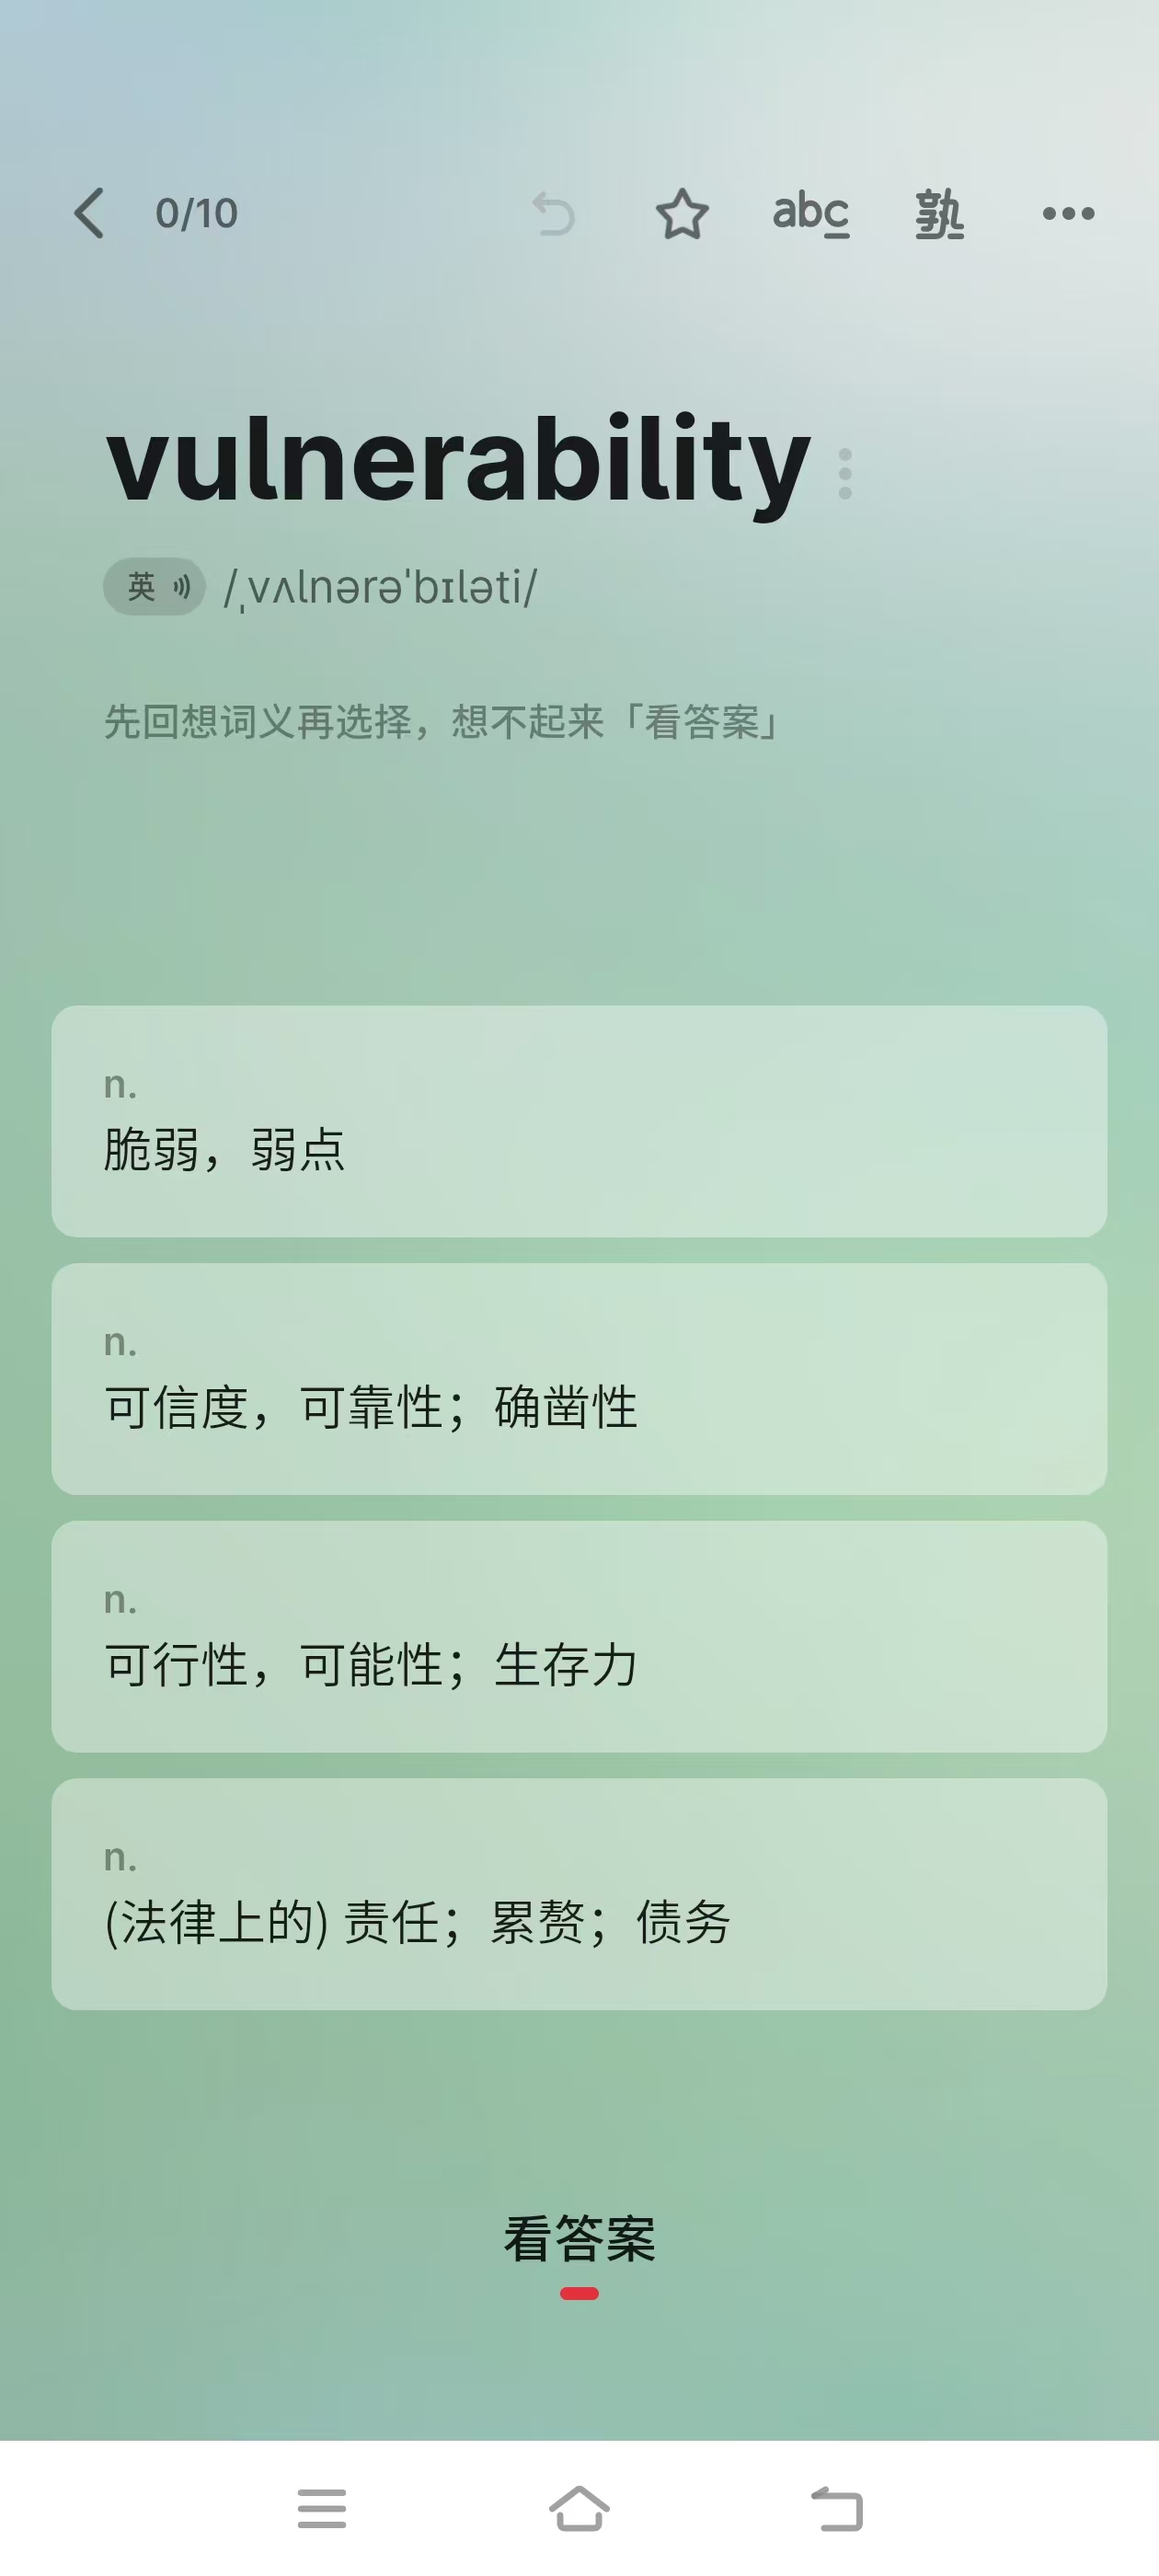 0/10
abc
vulnerability
英 /ˌvʌlnərəˈbɪləti/
先回想词义再选择，想不起来「看答案」
n.
脆弱，弱点
n.
可信度，可靠性；确凿性
n.
可行性，可能性；生存力
n.
(法律上的) 责任；累赘；债务
看答案